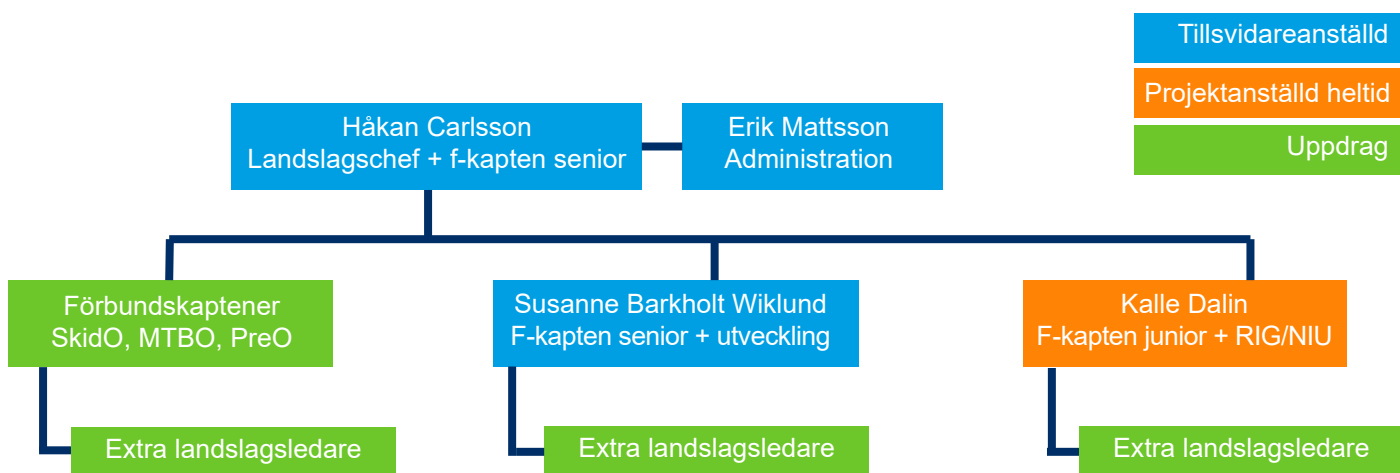 Tillsvidareanställd
Projektanställd heltid
Uppdrag
Håkan Carlsson
Landslagschef + f-kapten senior
Erik Mattsson
Administration
Förbundskaptener
SkidO, MTBO, PreO
Susanne Barkholt Wiklund
F-kapten senior + utveckling
Kalle Dalin
F-kapten junior + RIG/NIU
Extra landslagsledare
Extra landslagsledare
Extra landslagsledare